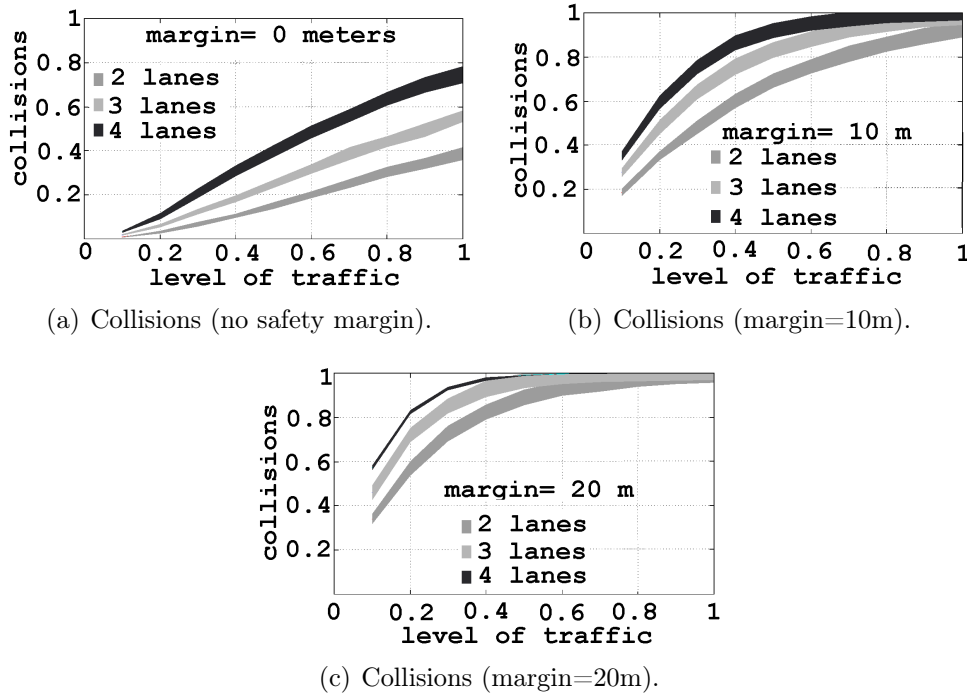 1
0.8
0.6
0.4
0.2
collisions
margin= 0 meters
2 lanes
3 lanes
4 lanes
0 0.2 0.4 0.6 0.8 1
level of traffic
(a) Collisions (no safety margin).
1
0.8
0.6
0.4
0.2
collisions
margin= 10 m
2 lanes
3 lanes
4 lanes
0 0.2 0.4 0.6 0.8 1
level of traffic
(b) Collisions (margin=10m).
1
0.8
0.6
0.4
0.2
collisions
margin= 20 m
2 lanes
3 lanes
4 lanes
0 0.2 0.4 0.6 0.8 1
level of traffic
(c) Collisions (margin=20m).